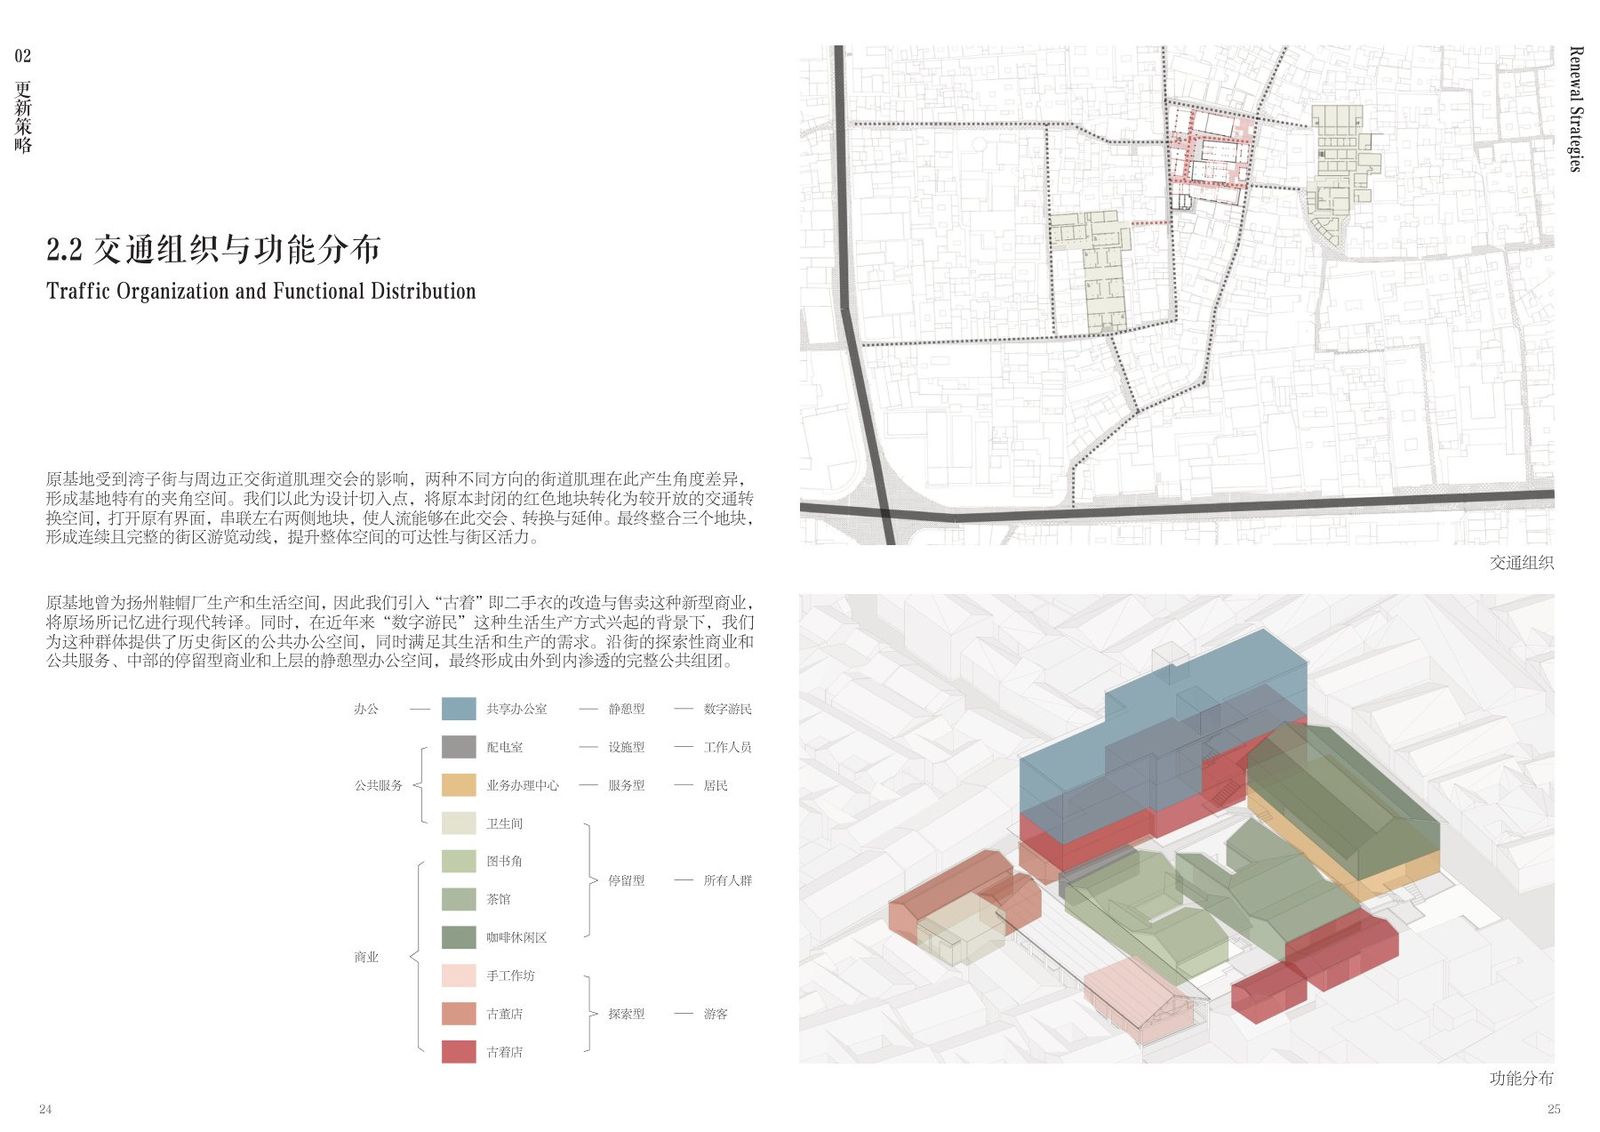 02 更新策略
Renewal Strategies
2.2 交通组织与功能分布
Traffic Organization and Functional Distribution
原基地受到湾子街与周边正交街道肌理交会的影响，两种不同方向的街道肌理在此产生角度差异，
形成基地特有的夹角空间。我们以此为设计切入点，将原本封闭的红色地块转化为较开放的交通转
换空间，打开原有界面，串联左右两侧地块，使人流能够在此交会、转换与延伸。最终整合三个地块，
形成连续且完整的街区游览动线，提升整体空间的可达性与街区活力。
原基地曾为扬州鞋帽厂生产和生活空间，因此我们引入“古着”即二手衣的改造与售卖这种新型商业，
将原场所记忆进行现代转译。同时，在近年来“数字游民”这种生活生产方式兴起的背景下，我们
为这种群体提供了历史街区的公共办公空间，同时满足其生活和生产的需求。沿街的探索性商业和
公共服务、中部的停留型商业和上层的静憩型办公空间，最终形成由外到内渗透的完整公共组团。
办公 共享办公室 静憩型 数字游民
配电室 设施型 工作人员
公共服务 业务办理中心 服务型 居民
卫生间
图书角
停留型 所有人群
茶馆
咖啡休闲区
商业
手工作坊
古董店 探索型 游客
古着店
交通组织
功能分布
24
25